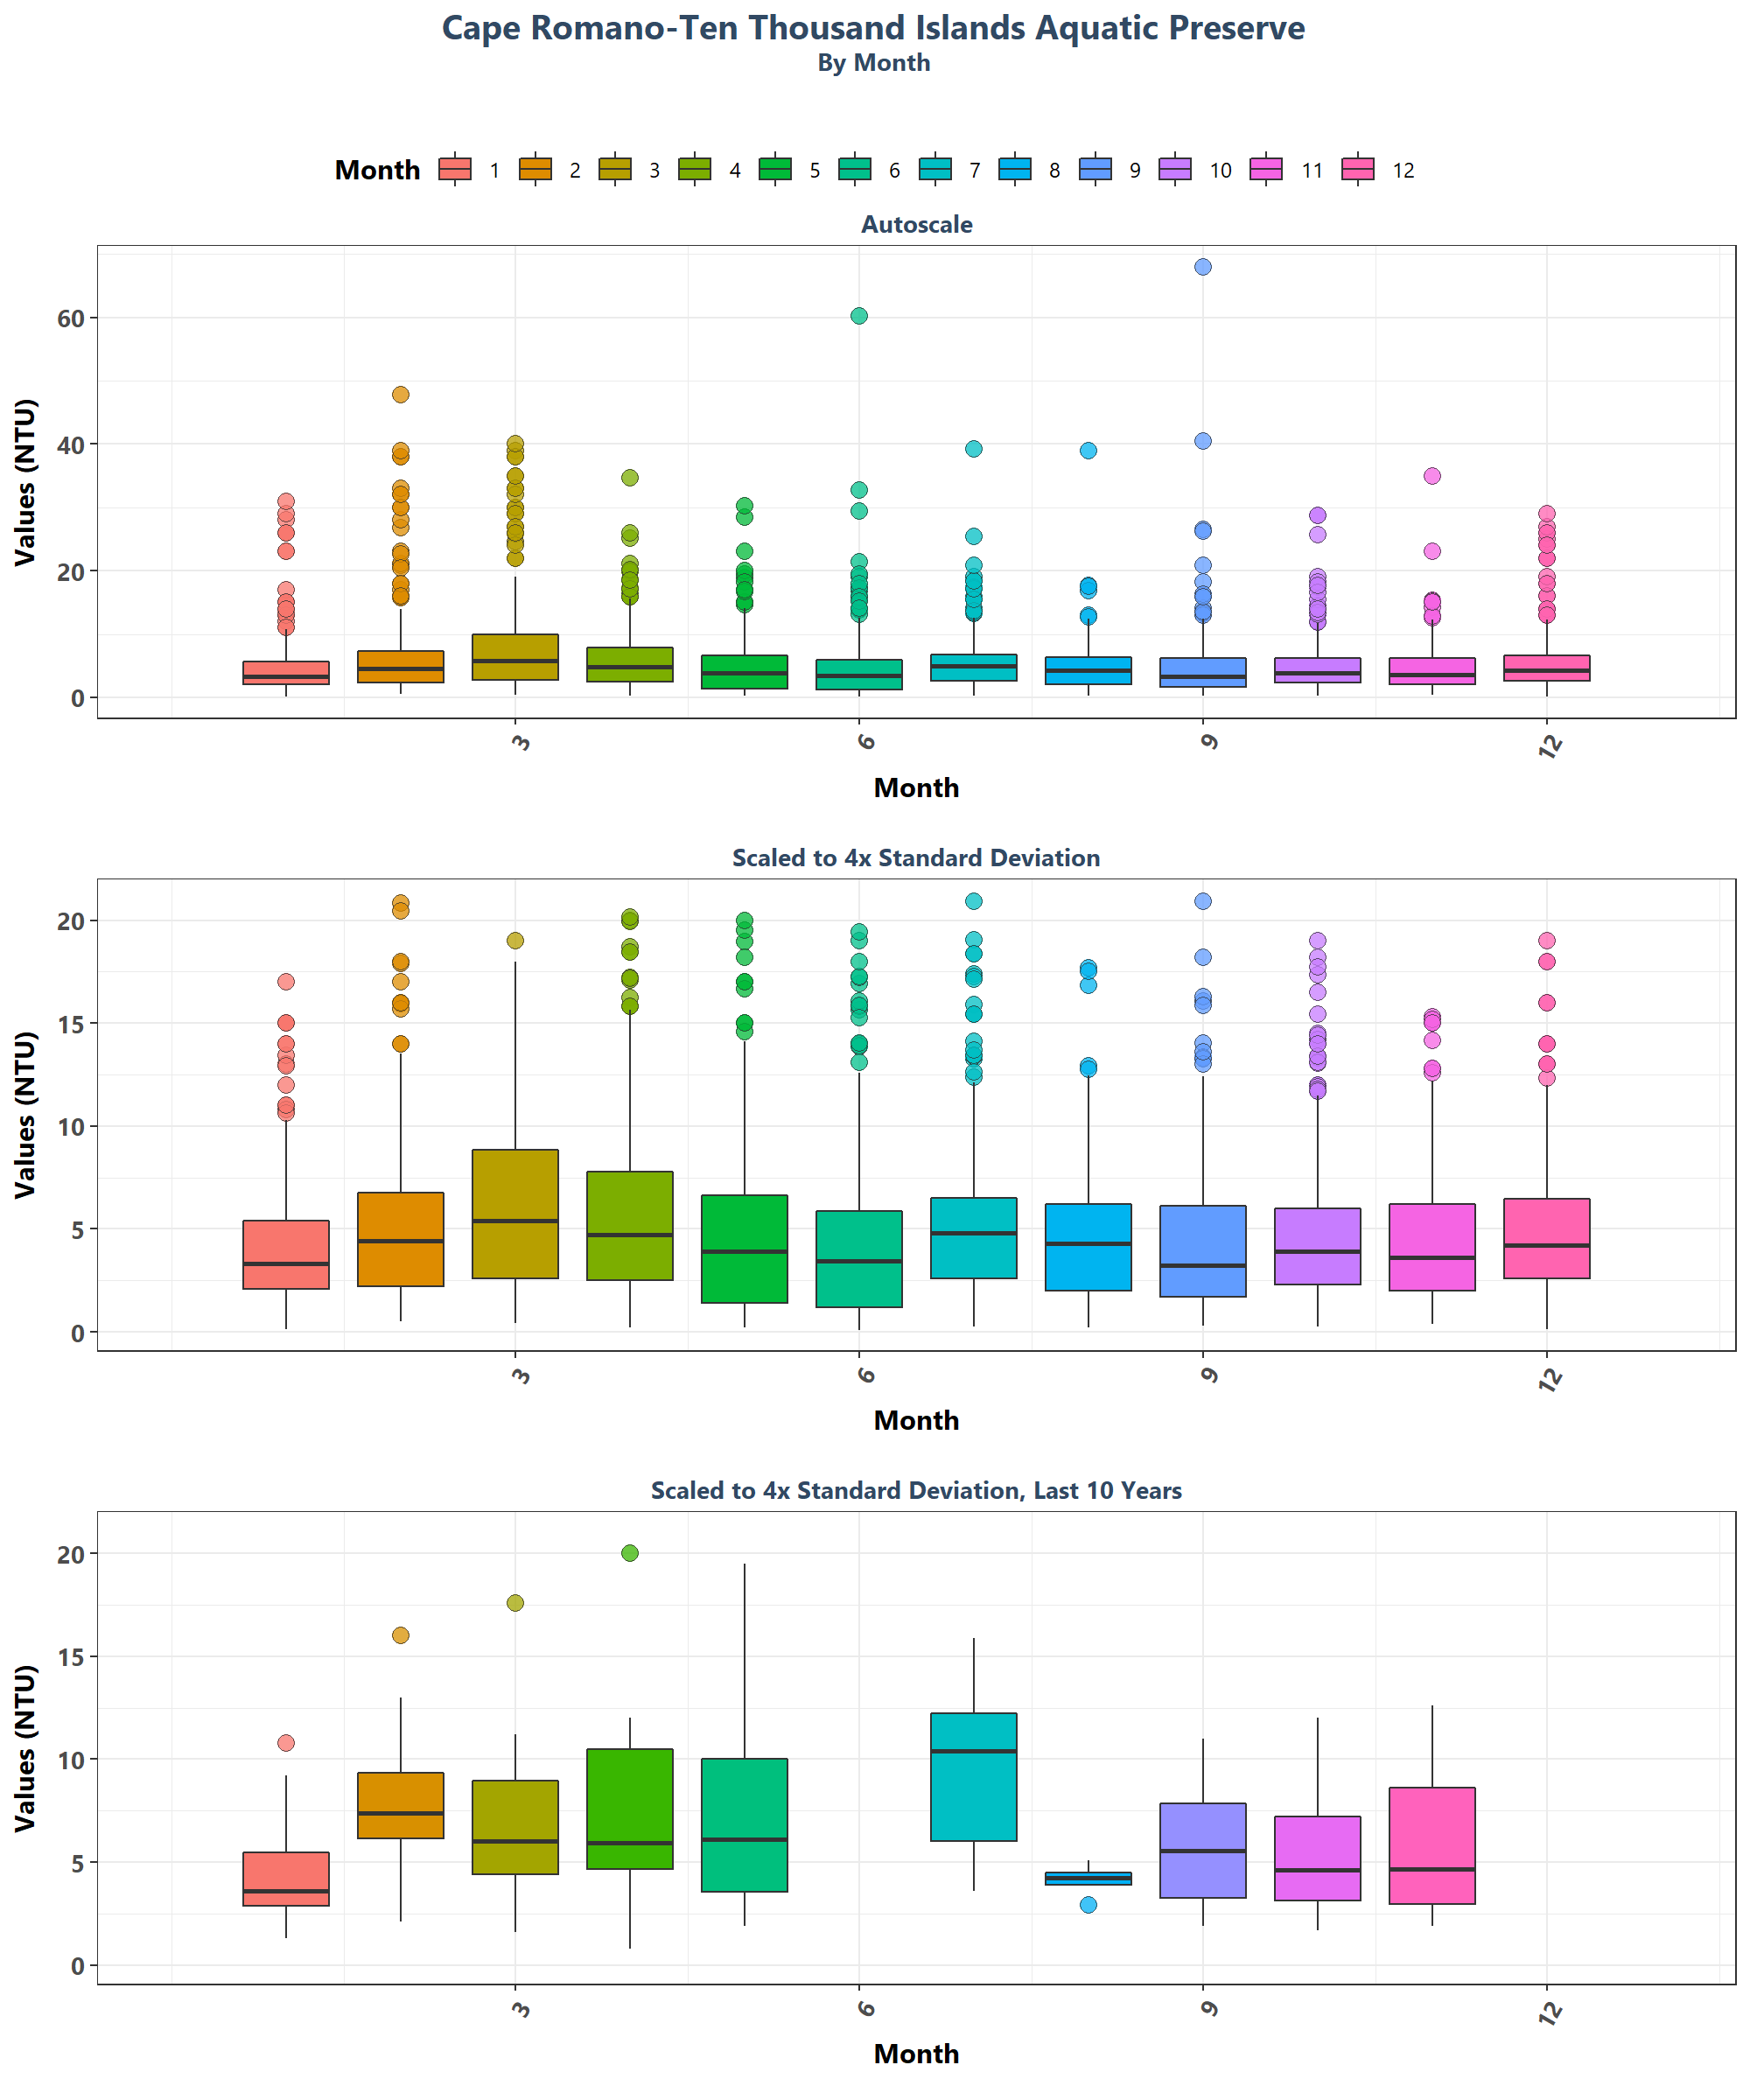 Cape Romano-Ten Thousand Islands Aquatic Preserve
By Month
Month 1 2 3 4 5 6 7 8 9 10 11 12
Autoscale
Values (NTU)
60
40
20
0
3 6 9 12
Month
Scaled to 4x Standard Deviation
Values (NTU)
20
15
10
5
0
3 6 9 12
Month
Scaled to 4x Standard Deviation, Last 10 Years
Values (NTU)
20
15
10
5
0
3 6 9 12
Month